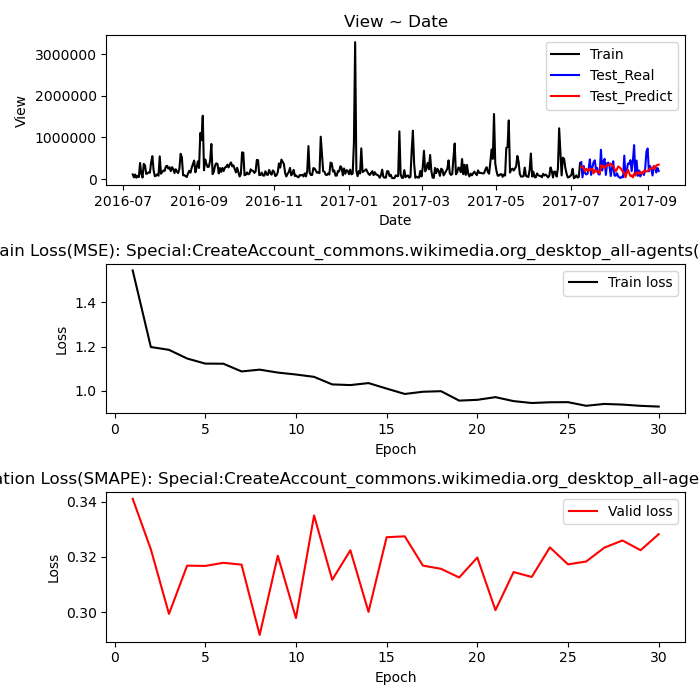 View ~ Date
View
3000000
2000000
1000000
0
Train
Test_Real
Test_Predict
2016-07 2016-09 2016-11 2017-01 2017-03 2017-05 2017-07 2017-09
Date
ain Loss(MSE): Special:CreateAccount_commons.wikimedia.org_desktop_all-agents(
Loss
1.4
1.2
1.0
Train loss
0 5 10 15 20 25 30
Epoch
ation Loss(SMAPE): Special:CreateAccount_commons.wikimedia.org_desktop_all-age
Loss
0.34
0.32
0.30
Valid loss
0 5 10 15 20 25 30
Epoch